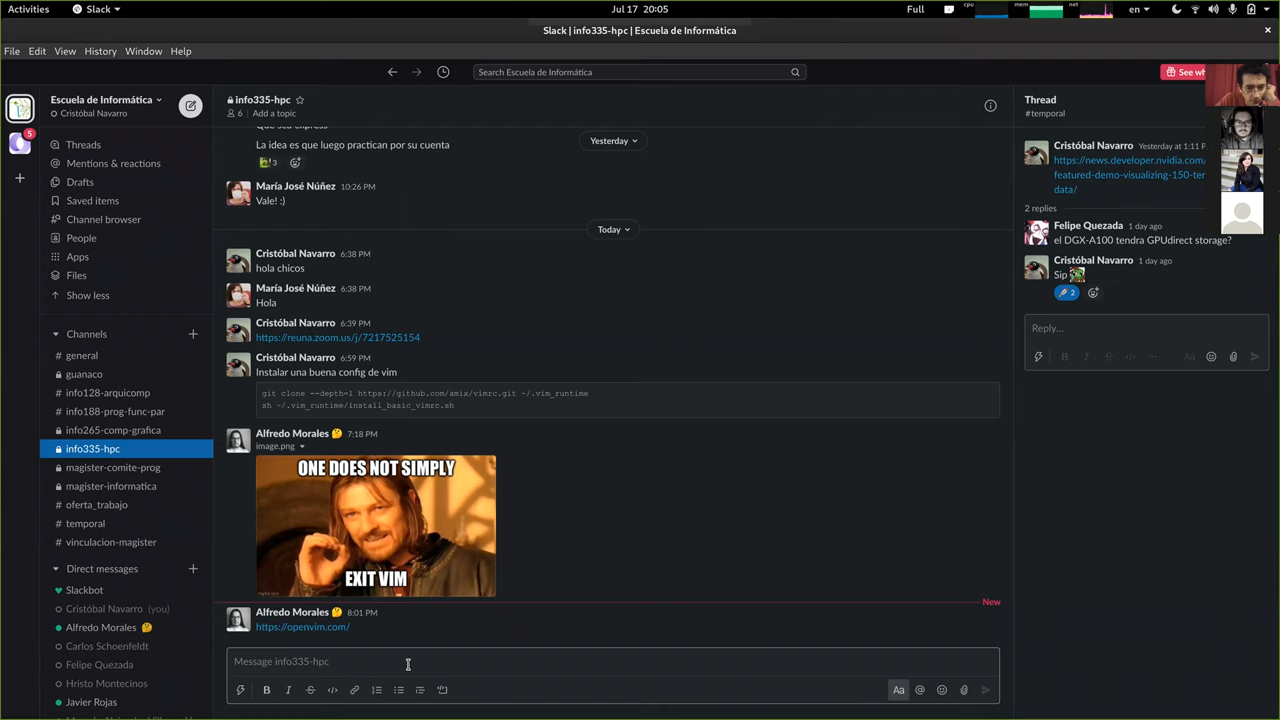 Activities
Slack
Jul 17 20:05
Full
cpu
mem
net
en
Slack | info335-hpc | Escuela de Informática
File Edit View History Window Help
Search Escuela de Informática
See wh
Escuela de Informática
Cristóbal Navarro
5
Threads
Mentions & reactions
Drafts
Saved items
Channel browser
People
Apps
Files
Show less
Channels
general
guanaco
info128-arquicomp
info188-prog-func-par
info265-comp-grafica
info335-hpc
magister-comite-prog
magister-informatica
# oferta_trabajo
# temporal
# vinculacion-magister
Direct messages
Slackbot
Cristóbal Navarro (you)
Alfredo Morales
Carlos Schoenfeldt
Felipe Quezada
Hristo Montecinos
Javier Rojas
info335-hpc
6 | Add a topic
Que sea express
La idea es que luego practican por su cuenta
3
Yesterday
María José Núñez 10:26 PM
Vale! :)
Today
Cristóbal Navarro 6:38 PM
hola chicos
María José Núñez 6:38 PM
Hola
Cristóbal Navarro 6:39 PM
https://reuna.zoom.us/j/7217525154
Cristóbal Navarro 6:59 PM
Instalar una buena config de vim
git clone --depth=1 https://github.com/amix/vimrc.git ~/.vim_runtime
sh ~/.vim_runtime/install_basic_vimrc.sh
Alfredo Morales 7:18 PM
image.png
ONE DOES NOT SIMPLY
EXIT VIM
New
Alfredo Morales 8:01 PM
https://openvim.com/
Message info335-hpc
Thread
#temporal
Cristóbal Navarro Yesterday at 1:11 P
https://news.developer.nvidia.com/
featured-demo-visualizing-150-ter
data/
2 replies
Felipe Quezada 1 day ago
el DGX-A100 tendra GPUdirect storage?
Cristóbal Navarro 1 day ago
Sip
2
Reply...